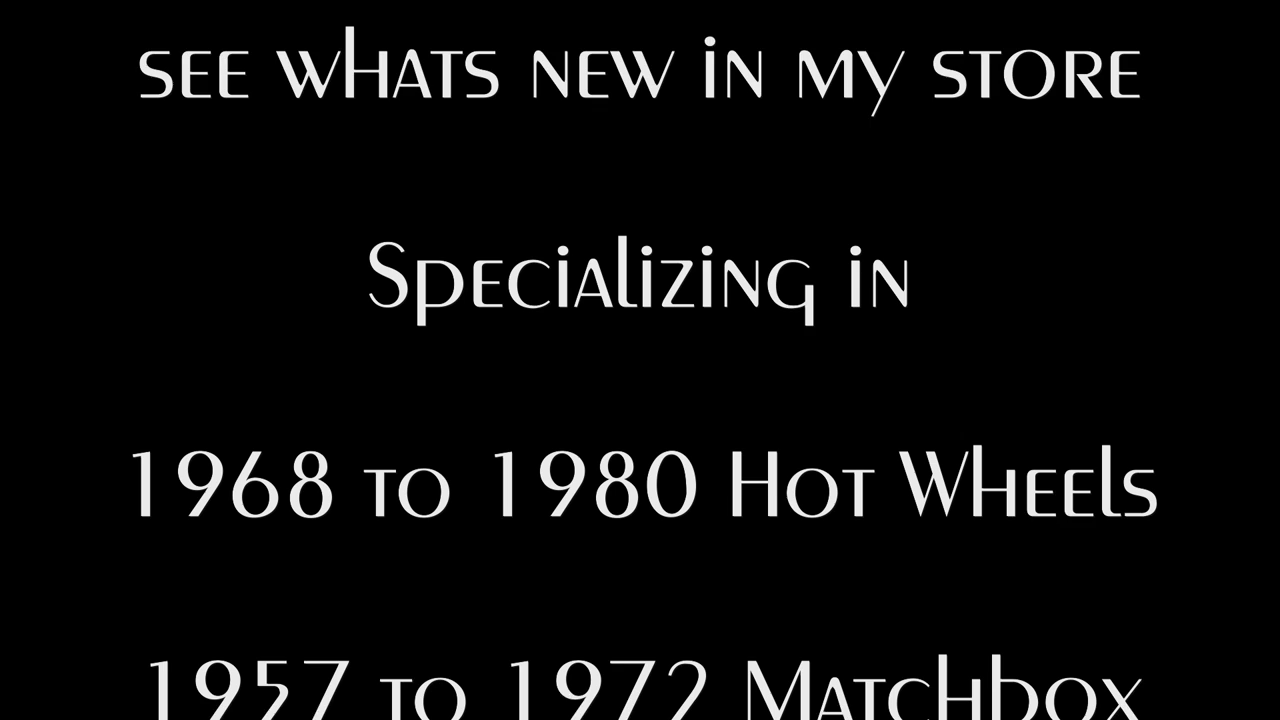 see whats new in my store
Specializing in
1968 to 1980 Hot Wheels
1957 to 1972 Matchbox